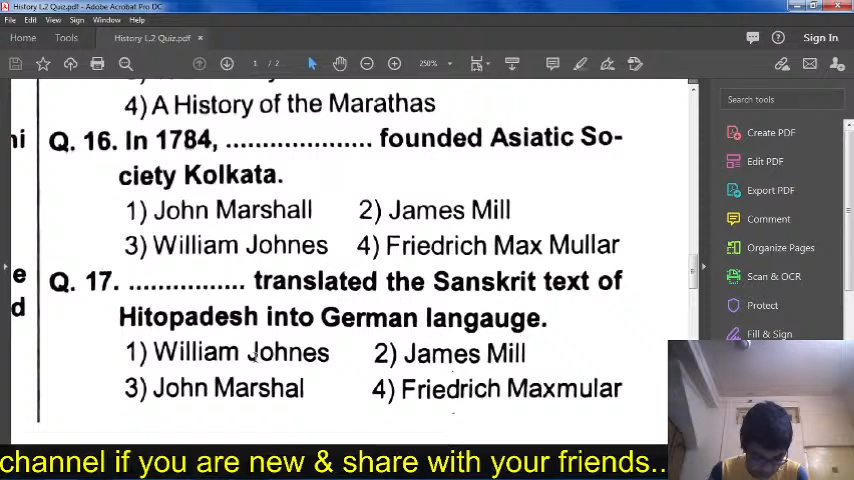 History L.2 Quiz.pdf - Adobe Acrobat Pro DC
File Edit View Sign Window Help
Home Tools History L.2 Quiz.pdf × Sign In
1 / 2 250%
4) A History of the Marathas
Q. 16. In 1784, .................... founded Asiatic So-
ciety Kolkata.
1) John Marshall 2) James Mill
3) William Johnes 4) Friedrich Max Mullar
Q. 17. ................ translated the Sanskrit text of
Hitopadesh into German langauge.
1) William Johnes 2) James Mill
3) John Marshal 4) Friedrich Maxmular
Search tools
Create PDF
Edit PDF
Export PDF
Comment
Organize Pages
Scan & OCR
Protect
Fill & Sign
channel if you are new & share with your friends..